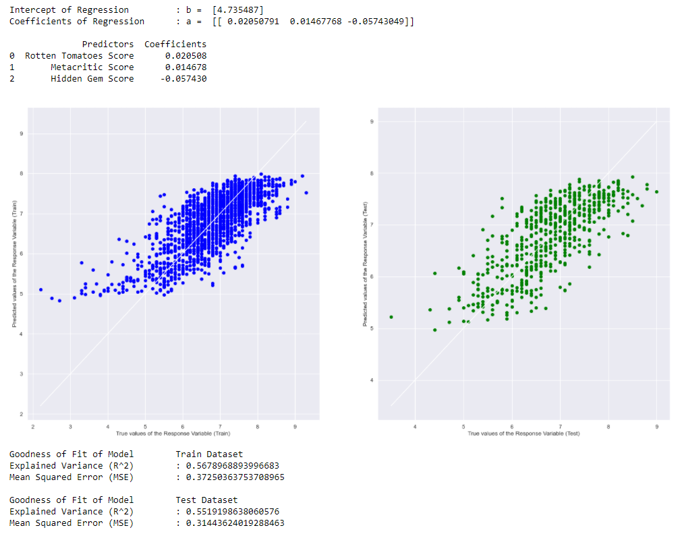 Intercept of Regression : b = [4.735487]
Coefficients of Regression : a = [[ 0.02050791 0.01467768 -0.05743049]]
Predictors Coefficients
0 Rotten Tomatoes Score 0.020508
1 Metacritic Score 0.014678
2 Hidden Gem Score -0.057430
Predicted values of the Response Variable (Train)
9
8
7
6
5
4
3
2
2 3 4 5 6 7 8 9
True values of the Response Variable (Train)
Predicted values of the Response Variable (Test)
9
8
7
6
5
4
4 5 6 7 8 9
True values of the Response Variable (Test)
Goodness of Fit of Model Train Dataset
Explained Variance (R^2) : 0.5678968893996683
Mean Squared Error (MSE) : 0.37250363753708965
Goodness of Fit of Model Test Dataset
Explained Variance (R^2) : 0.5519198638060576
Mean Squared Error (MSE) : 0.31443624019288463